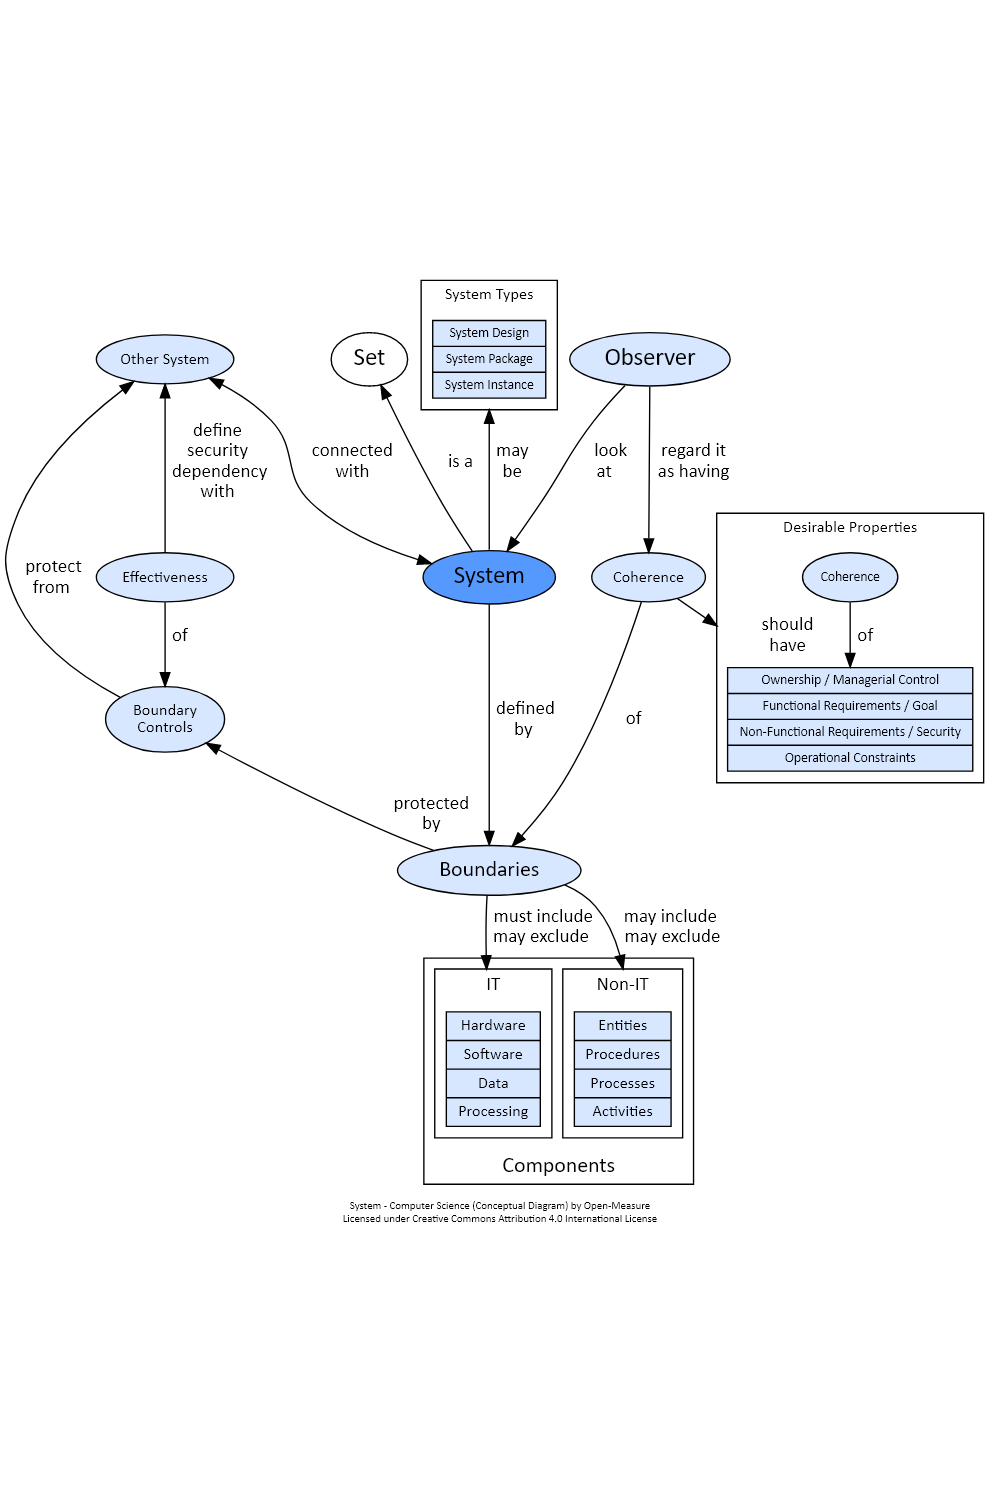 System Types
System Design
System Package
System Instance
Other System
Set
Observer
define
security
dependency
with
connected
with
is a
may
be
look
at
regard it
as having
Desirable Properties
Coherence
should
have
of
Ownership / Managerial Control
Functional Requirements / Goal
Non-Functional Requirements / Security
Operational Constraints
protect
from
Effectiveness
System
Coherence
of
Boundary
Controls
defined
by
of
protected
by
Boundaries
must include
may exclude
may include
may exclude
IT
Hardware
Software
Data
Processing
Non-IT
Entities
Procedures
Processes
Activities
Components
System - Computer Science (Conceptual Diagram) by Open-Measure
Licensed under Creative Commons Attribution 4.0 International License